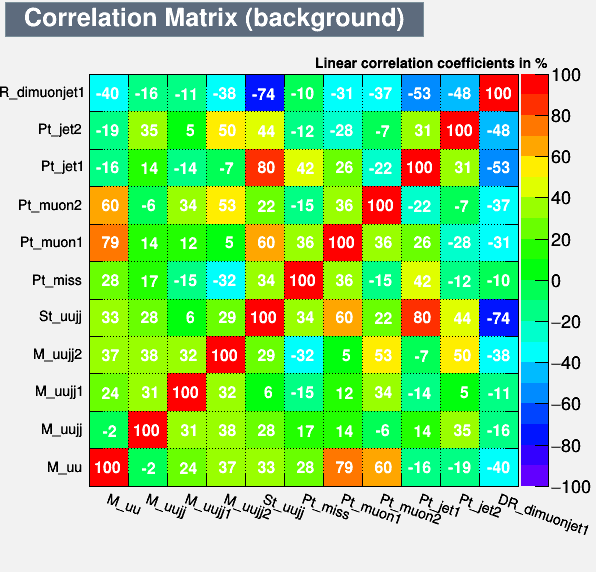 Correlation Matrix (background)
Linear correlation coefficients in %
R_dimuonjet1 -40 -16 -11 -38 -74 -10 -31 -37 -53 -48 100
Pt_jet2 -19 35 5 50 44 -12 -28 -7 31 100 -48
Pt_jet1 -16 14 -14 -7 80 42 26 -22 100 31 -53
Pt_muon2 60 -6 34 53 22 -15 36 100 -22 -7 -37
Pt_muon1 79 14 12 5 60 36 100 36 26 -28 -31
Pt_miss 28 17 -15 -32 34 100 36 -15 42 -12 -10
St_uujj 33 28 6 29 100 34 60 22 80 44 -74
M_uujj2 37 38 32 100 29 -32 5 53 -7 50 -38
M_uujj1 24 31 100 32 6 -15 12 34 -14 5 -11
M_uujj -2 100 31 38 28 17 14 -6 14 35 -16
M_uu 100 -2 24 37 33 28 79 60 -16 -19 -40
M_uu M_uujj M_uujj1 M_uujj2 St_uujj Pt_miss Pt_muon1 Pt_muon2 Pt_jet1 Pt_jet2 DR_dimuonjet1
100
80
60
40
20
0
−20
−40
−60
−80
−100